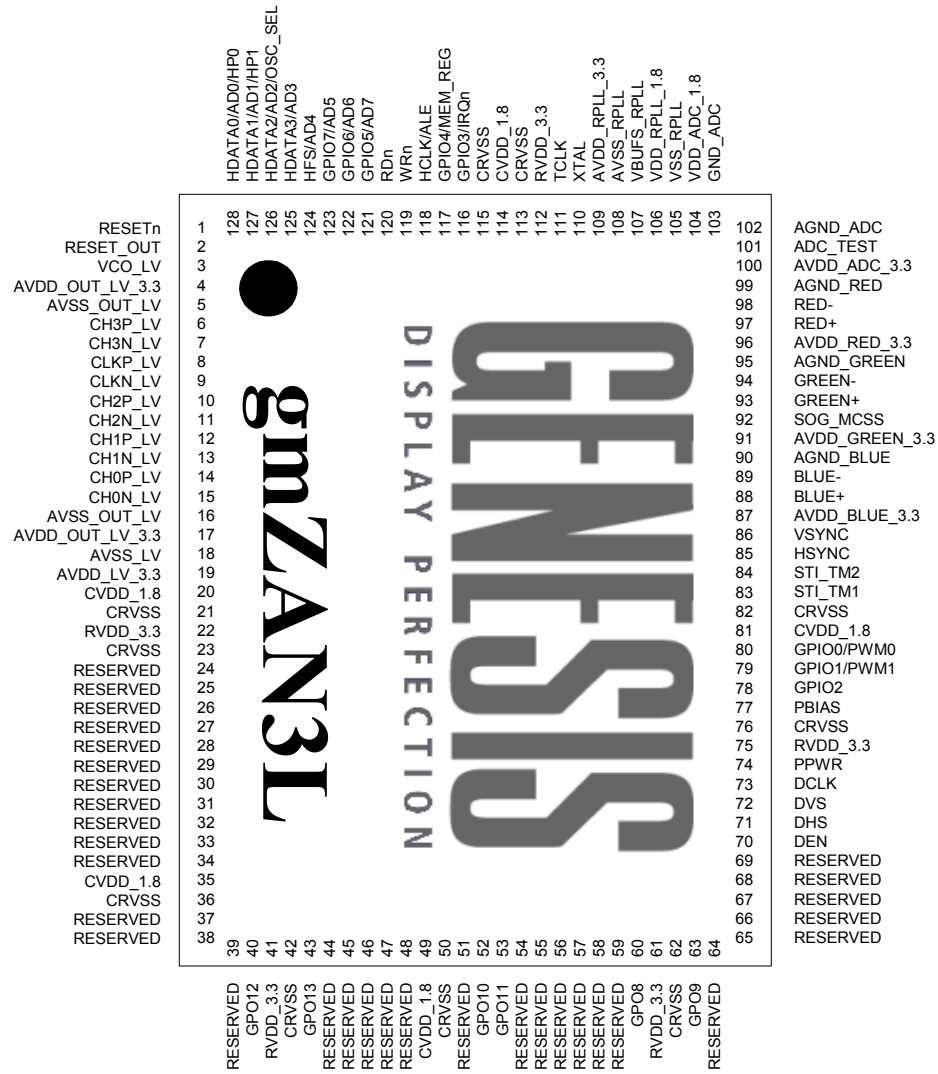 HDATA0/AD0/HP0 128
HDATA1/AD1/HP1 127
HDATA2/AD2/OSC_SEL 126
HDATA3/AD3 125
HFS/AD4 124
GPIO7/AD5 123
GPIO6/AD6 122
GPIO5/AD7 121
RDn 120
WRn 119
HCLK/ALE 118
GPIO4/MEM_REG 117
GPIO3/IRQn 116
CRVSS 115
CVDD_1.8 114
CRVSS 113
RVDD_3.3 112
TCLK 111
XTAL 110
AVDD_RPLL_3.3 109
AVSS_RPLL 108
VBUFS_RPLL 107
VDD_RPLL_1.8 106
VSS_RPLL 105
VDD_ADC_1.8 104
GND_ADC 103
RESETn 1
RESET_OUT 2
VCO_LV 3
AVDD_OUT_LV_3.3 4
AVSS_OUT_LV 5
CH3P_LV 6
CH3N_LV 7
CLKP_LV 8
CLKN_LV 9
CH2P_LV 10
CH2N_LV 11
CH1P_LV 12
CH1N_LV 13
CH0P_LV 14
CH0N_LV 15
AVSS_OUT_LV 16
AVDD_OUT_LV_3.3 17
AVSS_LV 18
AVDD_LV_3.3 19
CVDD_1.8 20
CRVSS 21
RVDD_3.3 22
CRVSS 23
RESERVED 24
RESERVED 25
RESERVED 26
RESERVED 27
RESERVED 28
RESERVED 29
RESERVED 30
RESERVED 31
RESERVED 32
RESERVED 33
RESERVED 34
CVDD_1.8 35
CRVSS 36
RESERVED 37
RESERVED 38
gmZAN3L
DISPLAY PERFECTION
GENESIS
102 AGND_ADC
101 ADC_TEST
100 AVDD_ADC_3.3
99 AGND_RED
98 RED-
97 RED+
96 AVDD_RED_3.3
95 AGND_GREEN
94 GREEN-
93 GREEN+
92 SOG_MCSS
91 AVDD_GREEN_3.3
90 AGND_BLUE
89 BLUE-
88 BLUE+
87 AVDD_BLUE_3.3
86 VSYNC
85 HSYNC
84 STI_TM2
83 STI_TM1
82 CRVSS
81 CVDD_1.8
80 GPIO0/PWM0
79 GPIO1/PWM1
78 GPIO2
77 PBIAS
76 CRVSS
75 RVDD_3.3
74 PPWR
73 DCLK
72 DVS
71 DHS
70 DEN
69 RESERVED
68 RESERVED
67 RESERVED
66 RESERVED
65 RESERVED
RESERVED 39
GPO12 40
RVDD_3.3 41
CRVSS 42
GPO13 43
RESERVED 44
RESERVED 45
RESERVED 46
RESERVED 47
RESERVED 48
CVDD_1.8 49
CRVSS 50
RESERVED 51
GPO10 52
GPO11 53
RESERVED 54
RESERVED 55
RESERVED 56
RESERVED 57
RESERVED 58
RESERVED 59
GPO8 60
RVDD_3.3 61
CRVSS 62
GPO9 63
RESERVED 64